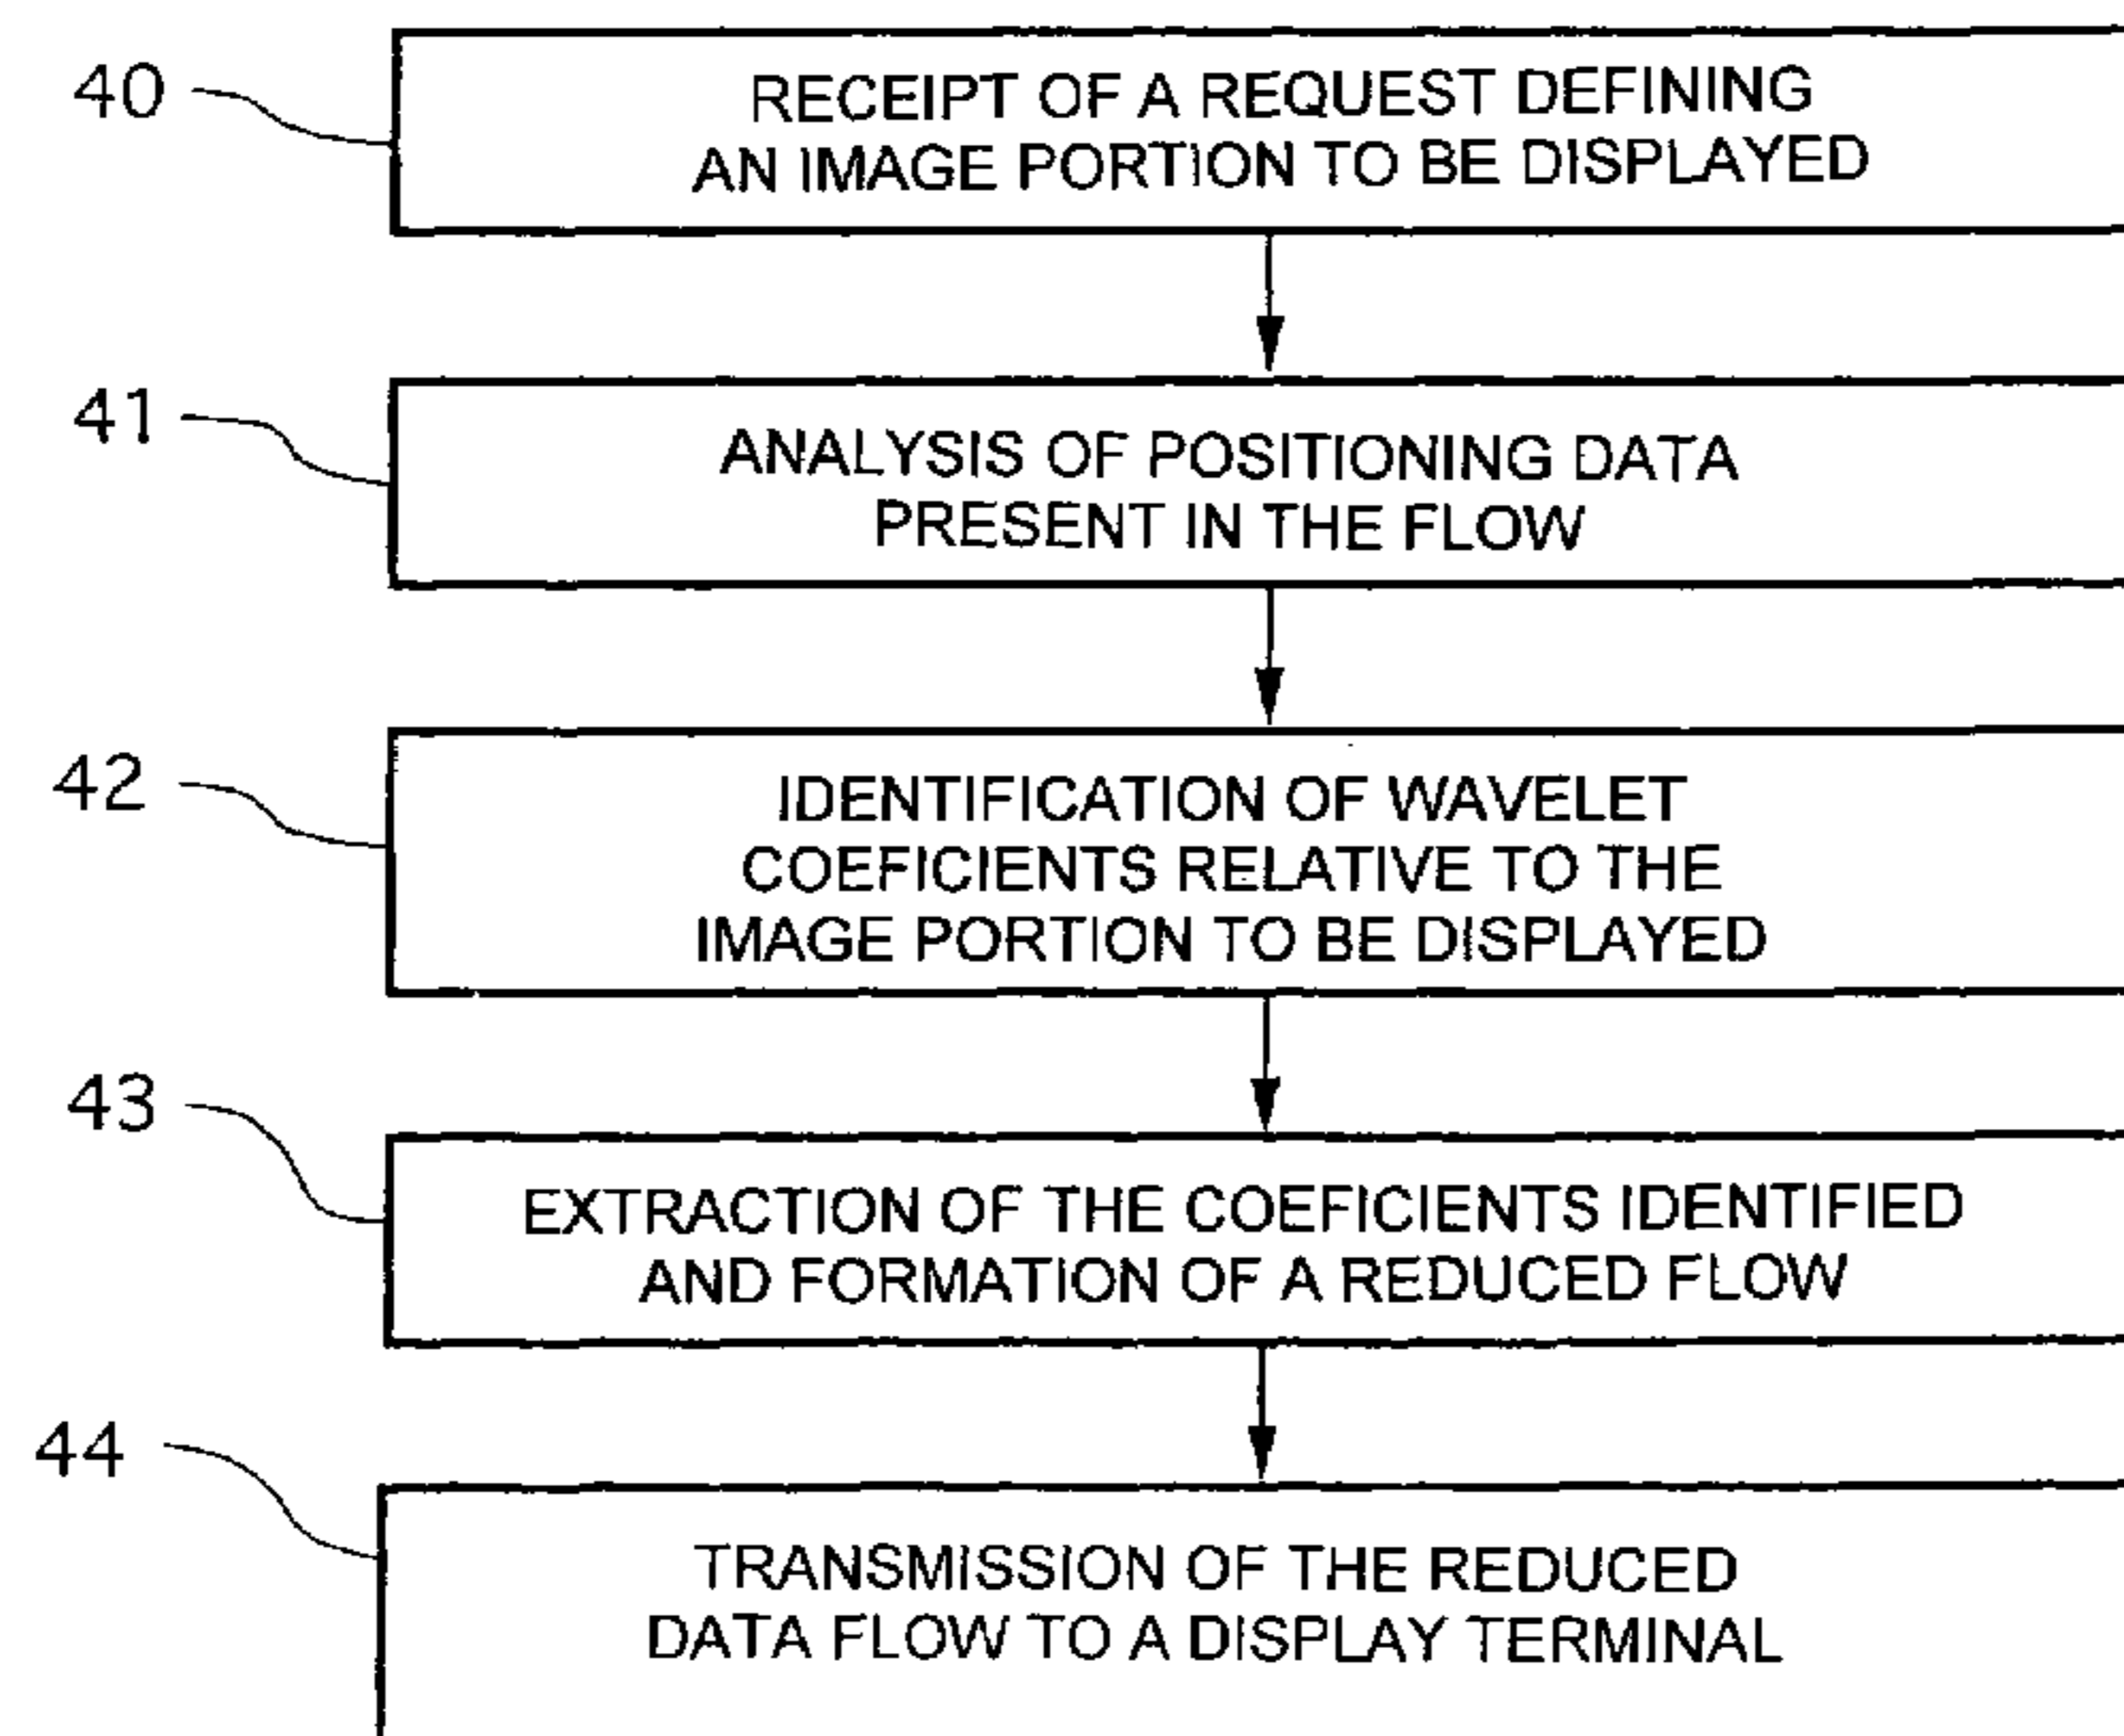 40
RECEIPT OF A REQUEST DEFINING
AN IMAGE PORTION TO BE DISPLAYED
41
ANALYSIS OF POSITIONING DATA
PRESENT IN THE FLOW
42
IDENTIFICATION OF WAVELET
COEFICIENTS RELATIVE TO THE
IMAGE PORTION TO BE DISPLAYED
43
EXTRACTION OF THE COEFICIENTS IDENTIFIED
AND FORMATION OF A REDUCED FLOW
44
TRANSMISSION OF THE REDUCED
DATA FLOW TO A DISPLAY TERMINAL